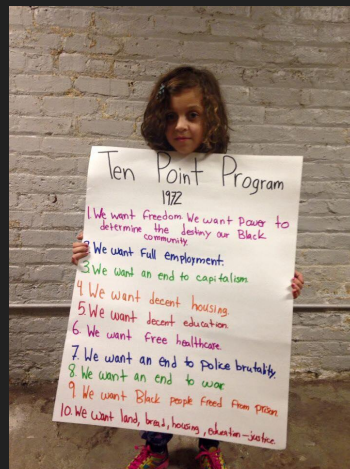 Ten Point Program
1972
1. We want freedom. We want power to
determine the destiny our Black
community.
2. We want Full employment.
3. We want an end to capitalism.
4. We want decent housing.
5. We want decent education
6. We want free healthcare.
7. We want an end to police brutality.
8. We want an end to war
9. We want Black people freed from prison
10. We want land, bread, housing, education-justice.